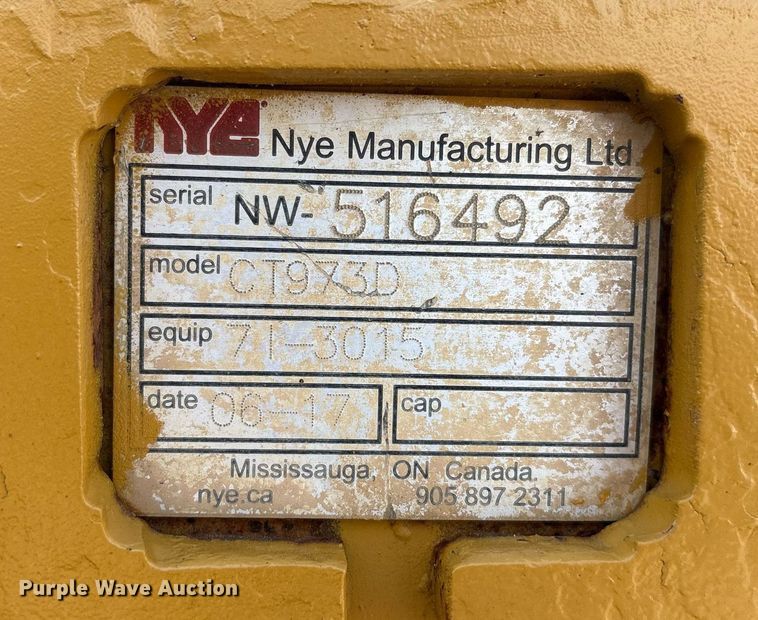 NYE® Nye Manufacturing Ltd
serial NW-516492
model CT973D
equip 71-3015
date 06-17 cap
Mississauga, ON Canada.
nye.ca 905 897 2311
Purple Wave Auction